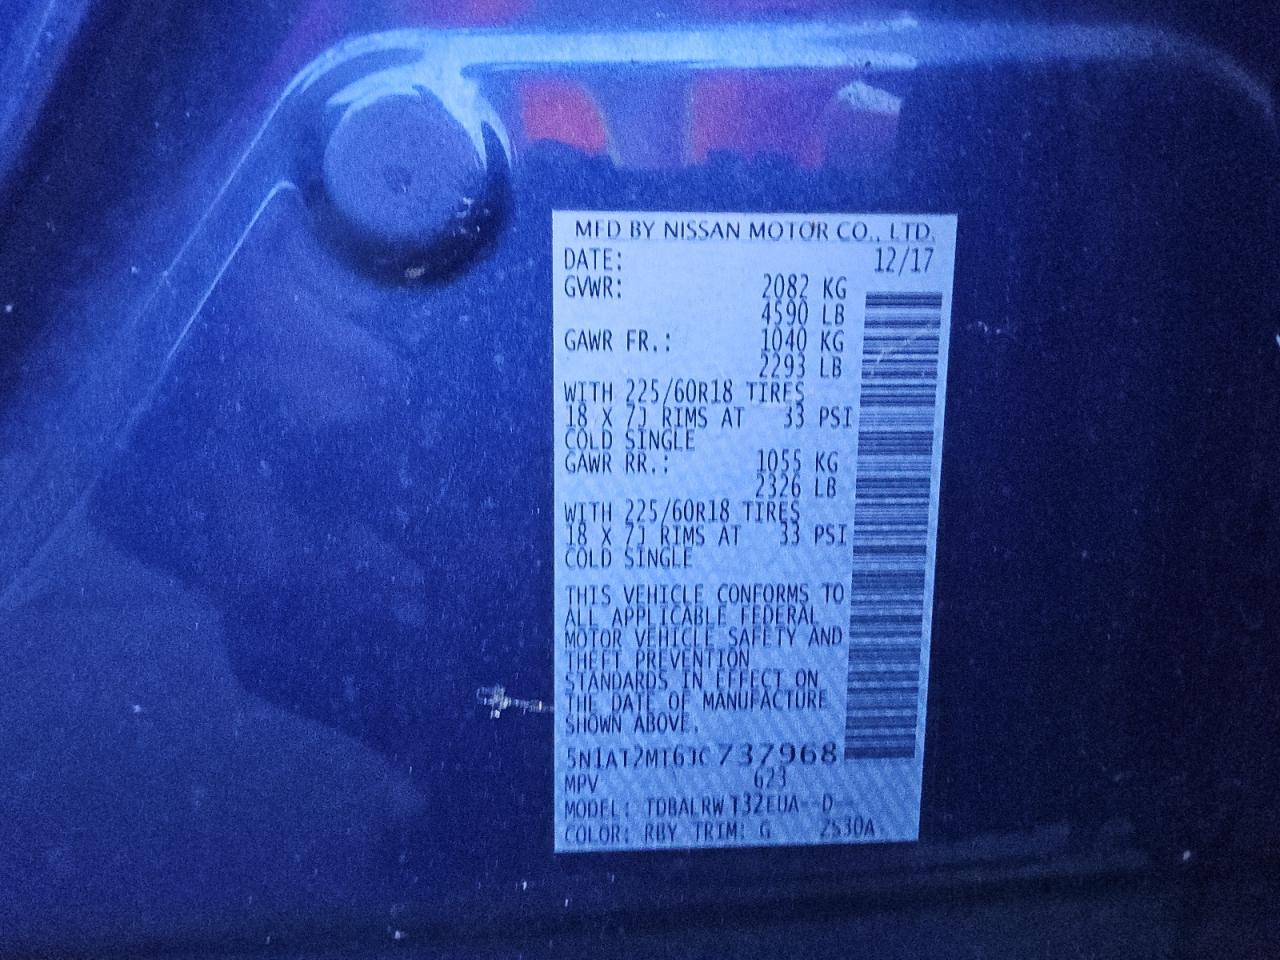 MFD BY NISSAN MOTOR CO., LTD.
DATE: 12/17
GVWR: 2082 KG
4590 LB
GAWR FR.: 1040 KG
2293 LB
WITH 225/60R18 TIRES
18 X 7J RIMS AT 33 PSI
COLD SINGLE
GAWR RR.: 1055 KG
2326 LB
WITH 225/60R18 TIRES
18 X 7J RIMS AT 33 PSI
COLD SINGLE
THIS VEHICLE CONFORMS TO
ALL APPLICABLE FEDERAL
MOTOR VEHICLE SAFETY AND
THEFT PREVENTION
STANDARDS IN EFFECT ON
THE DATE OF MANUFACTURE
SHOWN ABOVE.
5N1AT2MT6JC737968
MPV 623
MODEL: TDBALRWT32EUA--D--
COLOR: RBY TRIM: G 2S30A